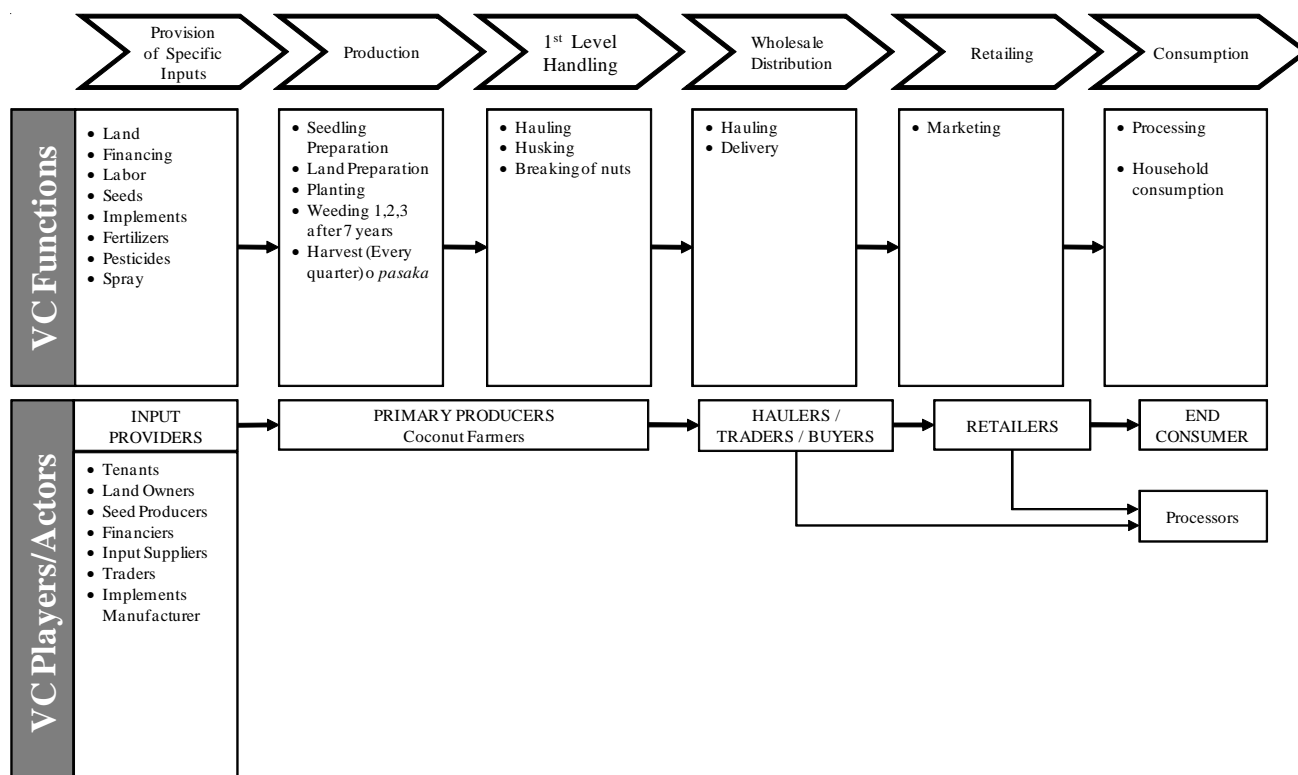 Provision
of Specific
Inputs
Production
1st Level
Handling
Wholesale
Distribution
Retailing
Consumption
VC Functions
• Land
• Financing
• Labor
• Seeds
• Implements
• Fertilizers
• Pesticides
• Spray
• Seedling
Preparation
• Land Preparation
• Planting
• Weeding 1,2,3
after 7 years
• Harvest (Every
quarter) o pasaka
• Hauling
• Husking
• Breaking of nuts
• Hauling
• Delivery
• Marketing
• Processing
• Household
consumption
VC Players/Actors
INPUT
PROVIDERS
PRIMARY PRODUCERS
Coconut Farmers
HAULERS /
TRADERS / BUYERS
RETAILERS
END
CONSUMER
• Tenants
• Land Owners
• Seed Producers
• Financiers
• Input Suppliers
• Traders
• Implements
Manufacturer
Processors